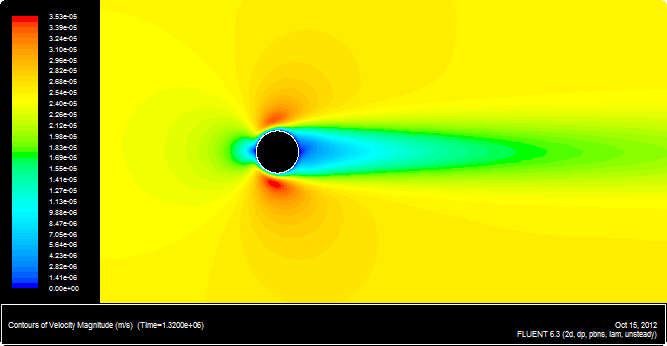 3.53e-05
3.39e-05
3.24e-05
3.10e-05
2.96e-05
2.82e-05
2.68e-05
2.54e-05
2.40e-05
2.26e-05
2.12e-05
1.98e-05
1.83e-05
1.69e-05
1.55e-05
1.41e-05
1.27e-05
1.13e-05
9.88e-06
8.47e-06
7.05e-06
5.64e-06
4.23e-06
2.82e-06
1.41e-06
0.00e+00
Contours of Velocity Magnitude (m/s) (Time=1.3200e+06)
Oct 15, 2012
FLUENT 6.3 (2d, dp, pbns, lam, unsteady)